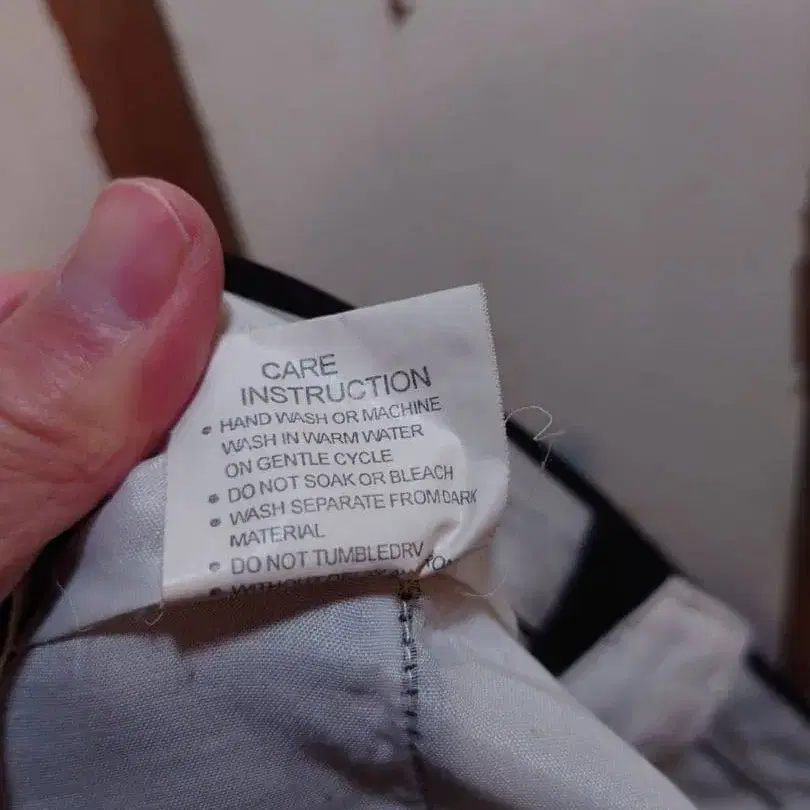 CARE
INSTRUCTION
• HAND WASH OR MACHINE
WASH IN WARM WATER
ON GENTLE CYCLE
• DO NOT SOAK OR BLEACH
• WASH SEPARATE FROM DARK
MATERIAL
• DO NOT TUMBLEDRY
• WITHOUT